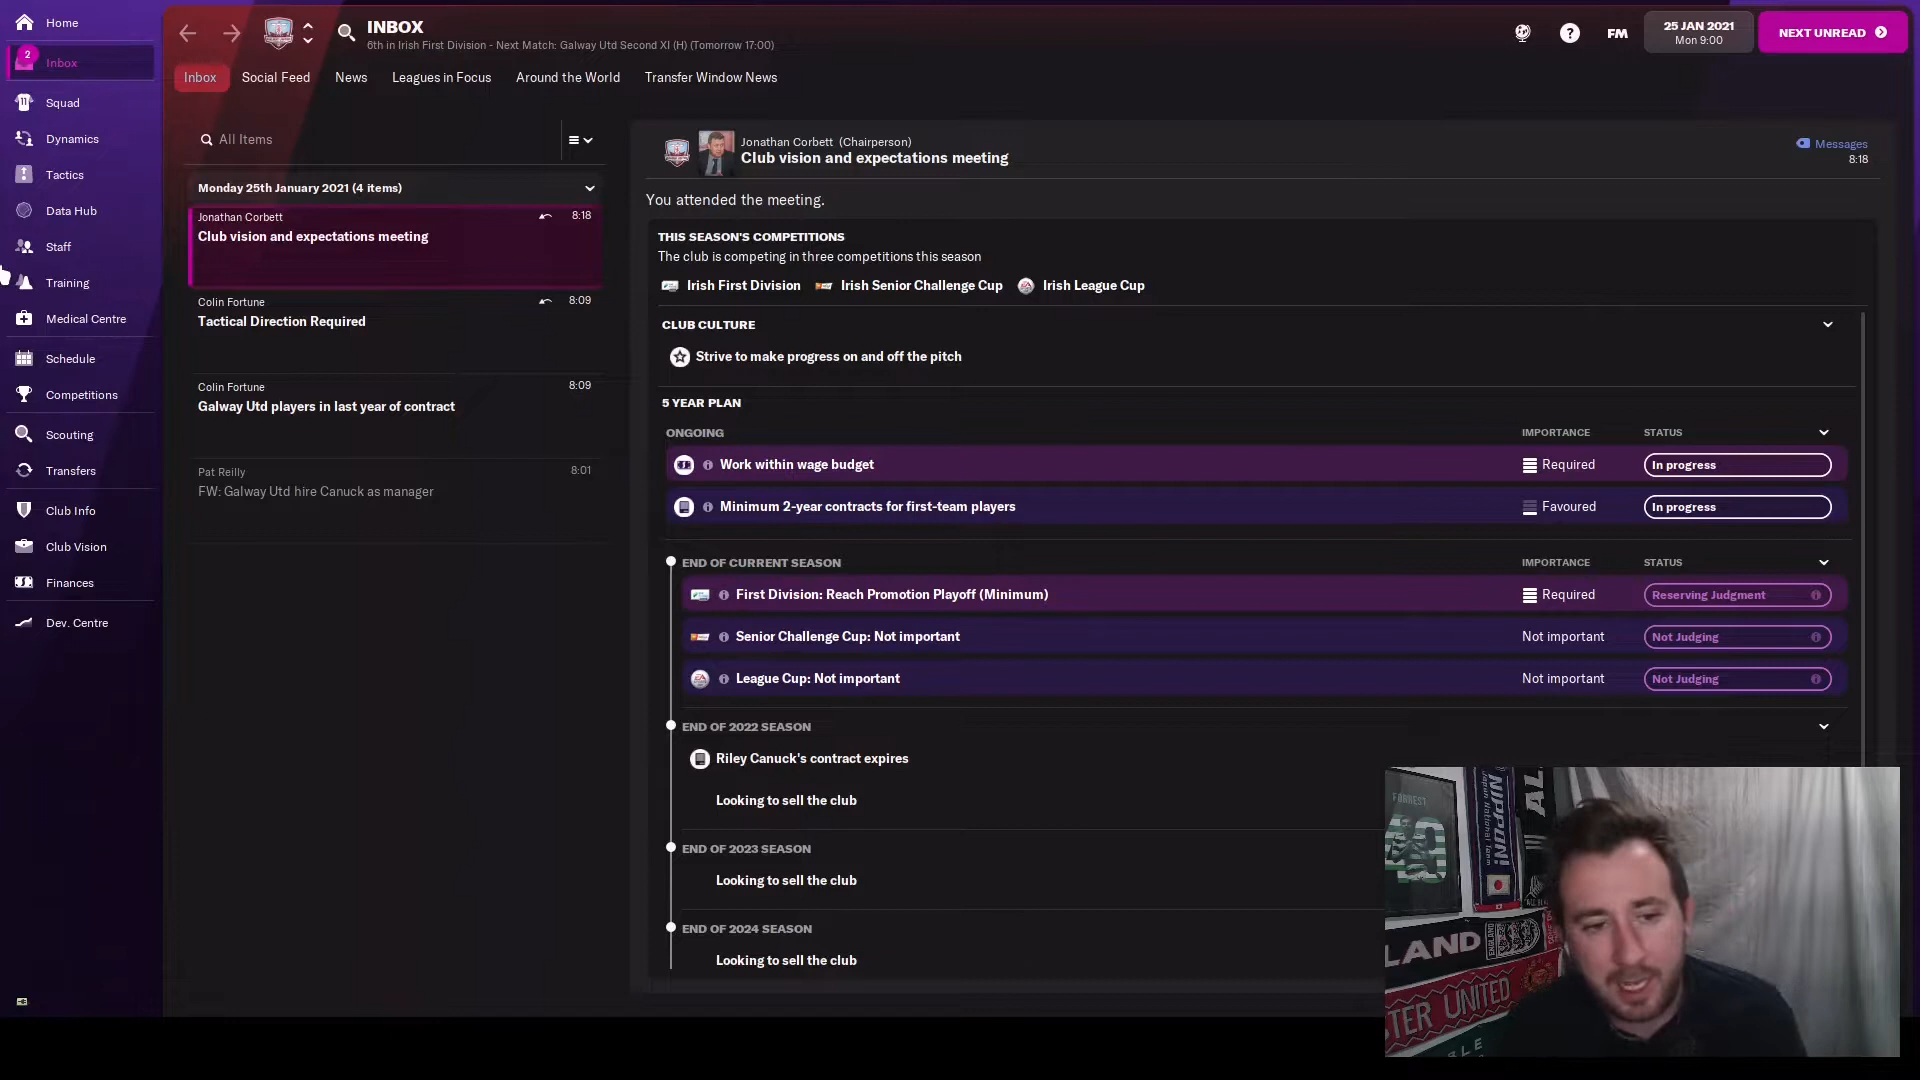 Home
2
Inbox
Squad
Dynamics
Tactics
Data Hub
Staff
Training
Medical Centre
Schedule
Competitions
Scouting
Transfers
Club Info
Club Vision
Finances
Dev. Centre
INBOX
6th in Irish First Division - Next Match: Galway Utd Second XI (H) (Tomorrow 17:00)
FM
25 JAN 2021
Mon 9:00
NEXT UNREAD
Inbox
Social Feed
News
Leagues in Focus
Around the World
Transfer Window News
All Items
Monday 25th January 2021 (4 items)
Jonathan Corbett 8:18
Club vision and expectations meeting
Colin Fortune 8:09
Tactical Direction Required
Colin Fortune 8:09
Galway Utd players in last year of contract
Pat Reilly 8:01
FW: Galway Utd hire Canuck as manager
Jonathan Corbett (Chairperson)
Club vision and expectations meeting
Messages
8:18
You attended the meeting.
THIS SEASON'S COMPETITIONS
The club is competing in three competitions this season
Irish First Division Irish Senior Challenge Cup Irish League Cup
CLUB CULTURE
Strive to make progress on and off the pitch
5 YEAR PLAN
ONGOING IMPORTANCE STATUS
Work within wage budget Required In progress
Minimum 2-year contracts for first-team players Favoured In progress
END OF CURRENT SEASON IMPORTANCE STATUS
First Division: Reach Promotion Playoff (Minimum) Required Reserving Judgment
Senior Challenge Cup: Not important Not important Not Judging
League Cup: Not important Not important Not Judging
END OF 2022 SEASON
Riley Canuck's contract expires
Looking to sell the club
END OF 2023 SEASON
Looking to sell the club
END OF 2024 SEASON
Looking to sell the club
FORREST
NIPPON!
Japan National Team
AL
LAND
ENGLAND
STER UNITED